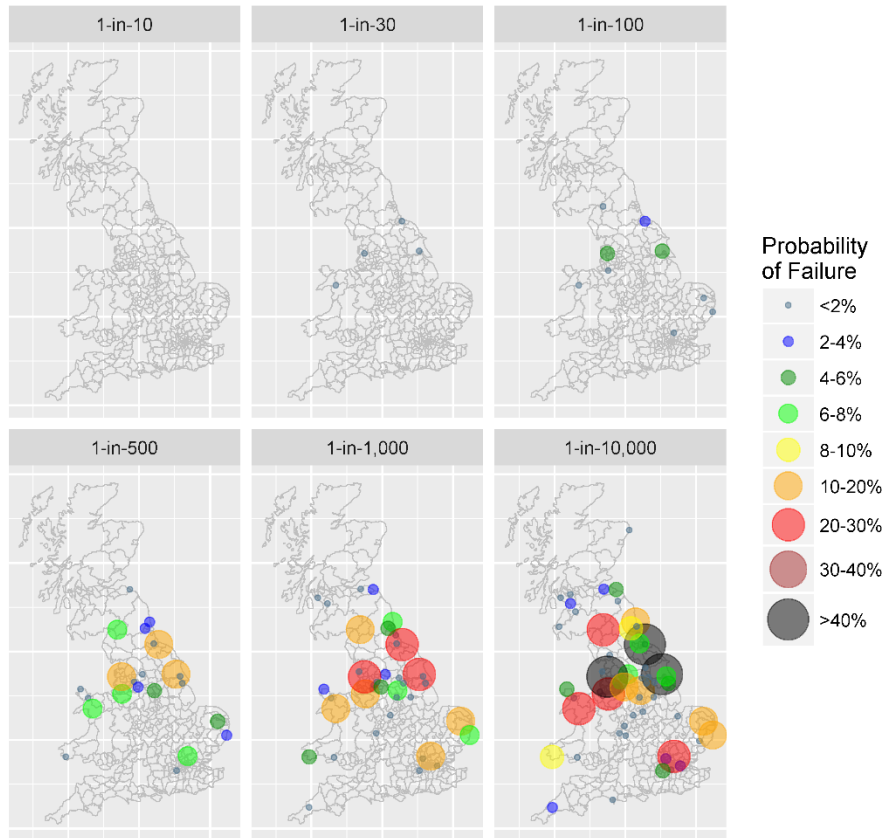 1-in-10
1-in-30
1-in-100
1-in-500
1-in-1,000
1-in-10,000
Probability
of Failure
<2%
2-4%
4-6%
6-8%
8-10%
10-20%
20-30%
30-40%
>40%